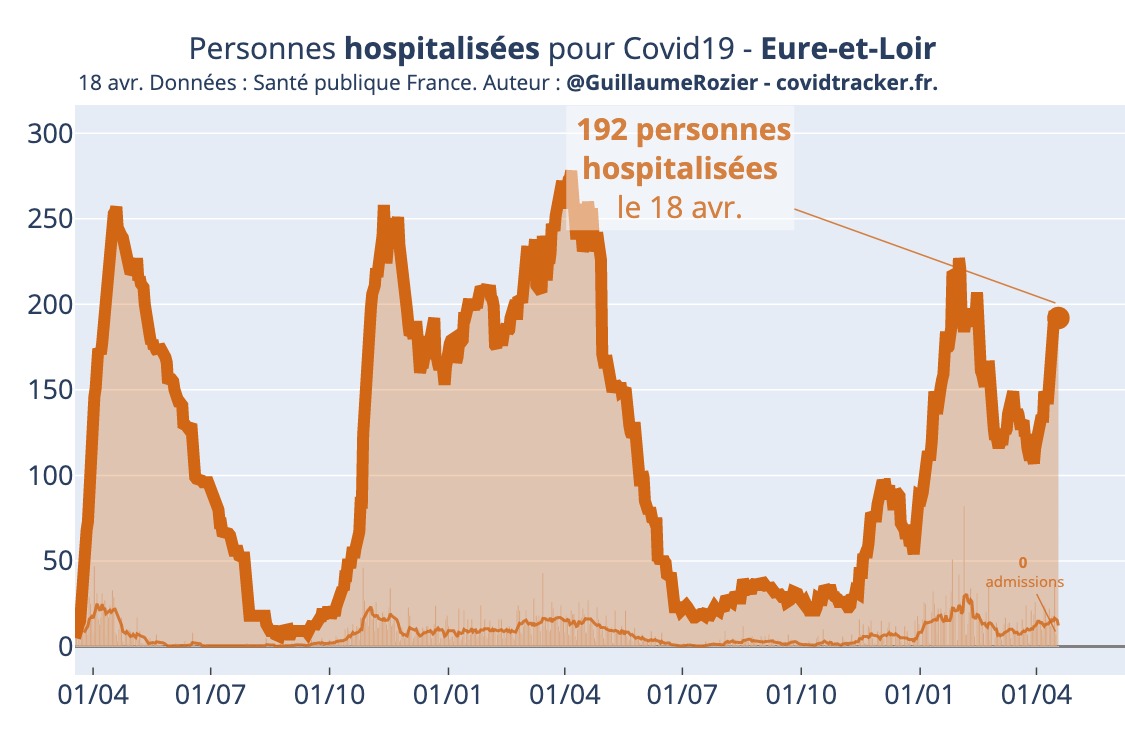 Personnes hospitalisées pour Covid19 - Eure-et-Loir
18 avr. Données : Santé publique France. Auteur : @GuillaumeRozier - covidtracker.fr.
192 personnes
hospitalisées
le 18 avr.
300
250
200
150
100
50
0
0
admissions
01/04 01/07 01/10 01/01 01/04 01/07 01/10 01/01 01/04